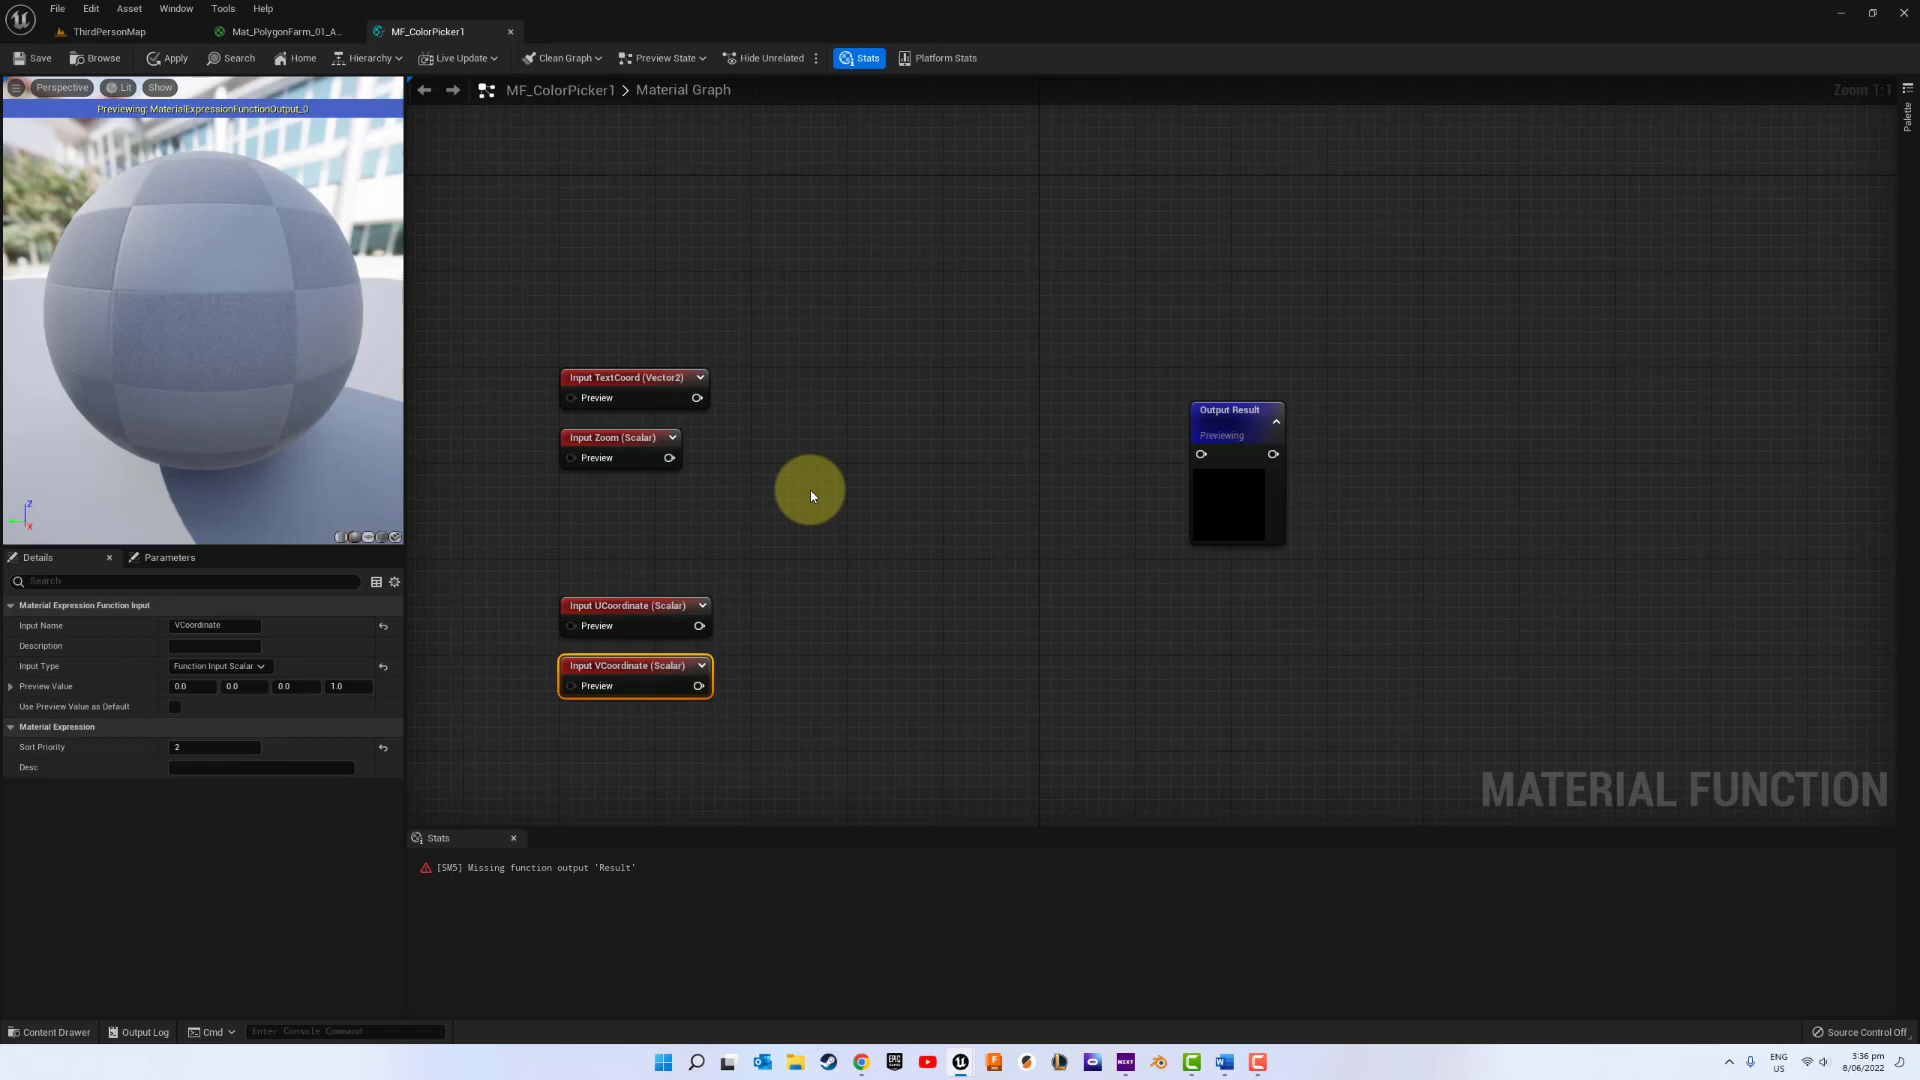 File Edit Asset Window Tools Help
ThirdPersonMap
Mat_PolygonFarm_01_A...
MF_ColorPicker1
Save
Browse
Apply
Search
Home
Hierarchy
Live Update
Clean Graph
Preview State
Hide Unrelated
Stats
Platform Stats
Perspective
Lit
Show
Previewing: MaterialExpressionFunctionOutput_0
MF_ColorPicker1 > Material Graph
Zoom 1:1
Palette
Input TextCoord (Vector2)
Preview
Input Zoom (Scalar)
Preview
Output Result
Previewing
Input UCoordinate (Scalar)
Preview
Input VCoordinate (Scalar)
Preview
MATERIAL FUNCTION
Z
X
Details
Parameters
Search
Material Expression Function Input
Input Name VCoordinate
Description
Input Type Function Input Scalar
Preview Value 0.0 0.0 0.0 1.0
Use Preview Value as Default
Material Expression
Sort Priority 2
Desc
Stats
[SM5] Missing function output 'Result'
Content Drawer
Output Log
Cmd
Enter Console Command
Source Control Off
EPIC
NZXT
ENG
US
3:36 pm
8/06/2022